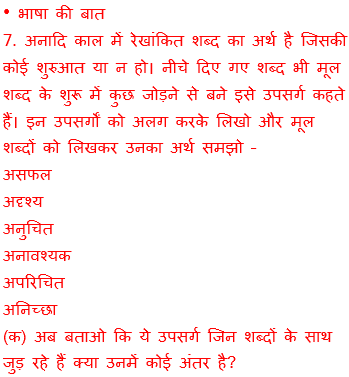 • भाषा की बात
7. अनादि काल में रेखांकित शब्द का अर्थ है जिसकी
कोई शुरुआत या न हो। नीचे दिए गए शब्द भी मूल
शब्द के शुरू में कुछ जोड़ने से बने इसे उपसर्ग कहते
हैं। इन उपसर्गों को अलग करके लिखो और मूल
शब्दों को लिखकर उनका अर्थ समझो -
असफल
अदृश्य
अनुचित
अनावश्यक
अपरिचित
अनिच्छा
(क) अब बताओ कि ये उपसर्ग जिन शब्दों के साथ
जुड़ रहे हैं क्या उनमें कोई अंतर है?